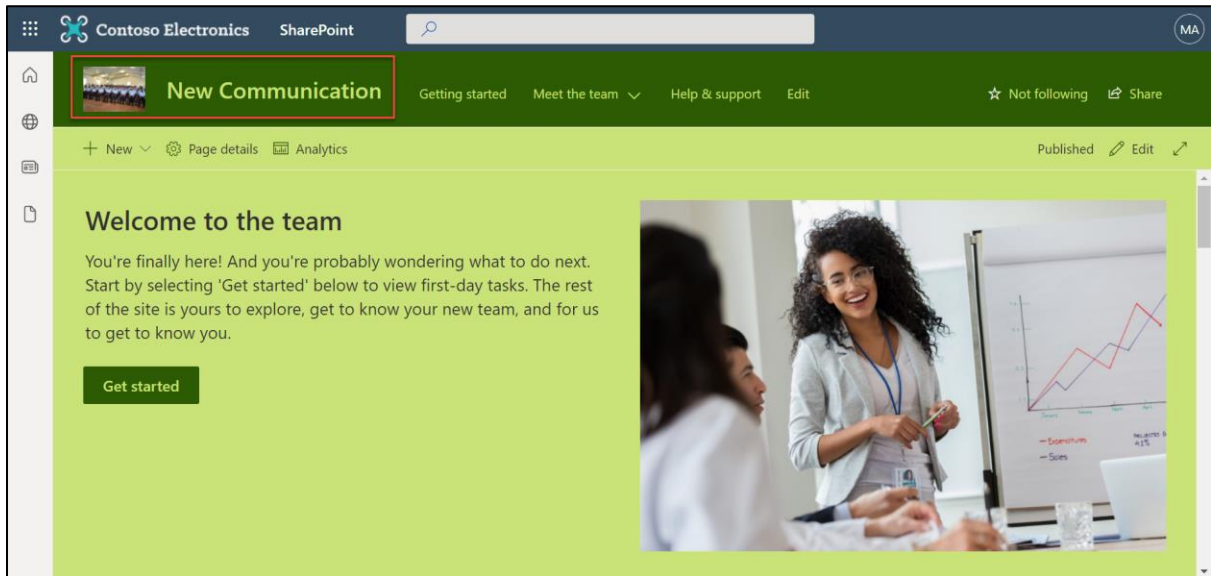 Contoso Electronics SharePoint MA
New Communication Getting started Meet the team Help & support Edit Not following Share
New Page details Analytics Published Edit
Welcome to the team
You're finally here! And you're probably wondering what to do next.
Start by selecting 'Get started' below to view first-day tasks. The rest
of the site is yours to explore, get to know your new team, and for us
to get to know you.
Get started
Expenditures
Sales